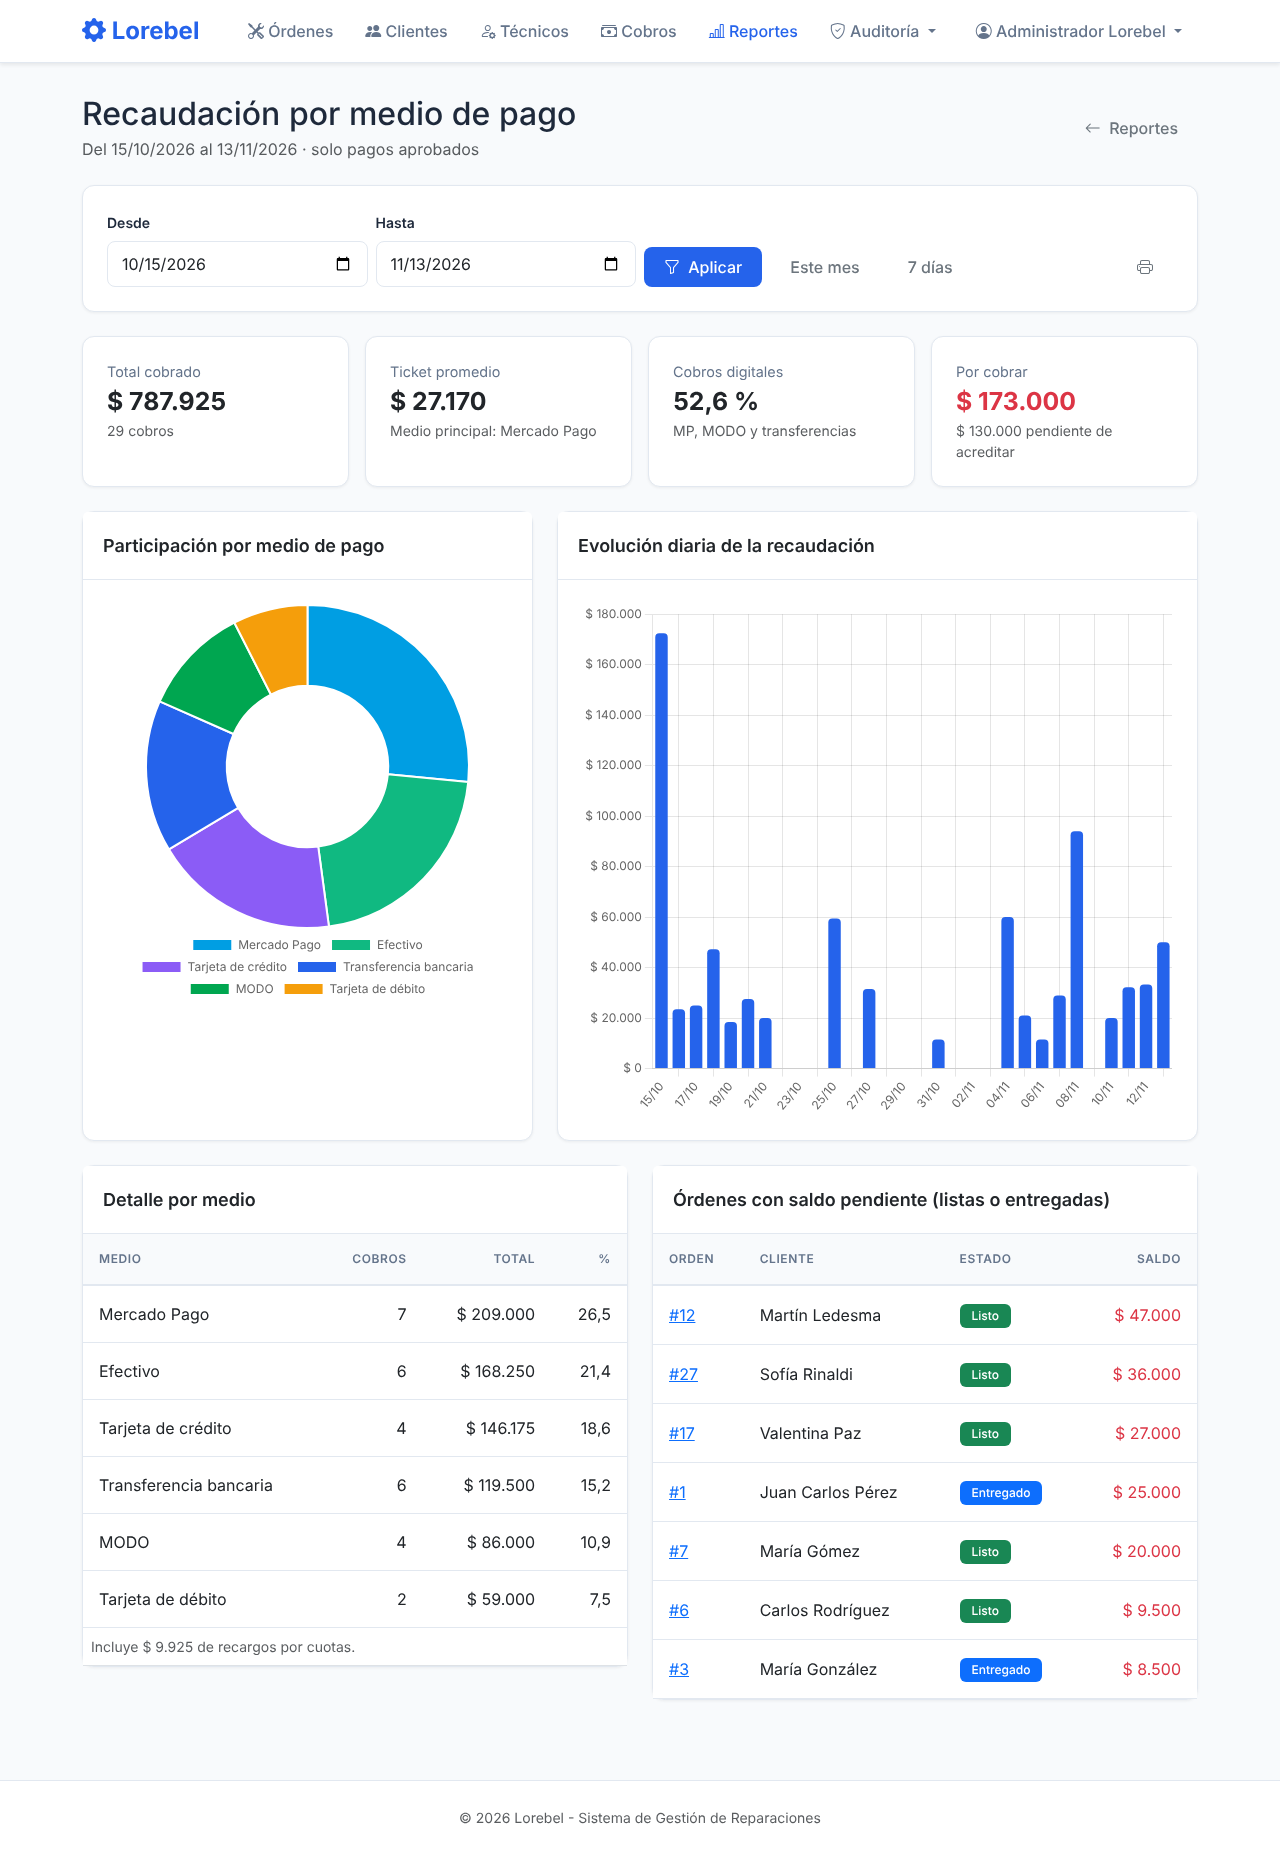 Lorebel
Órdenes
Clientes
Técnicos
Cobros
Reportes
Auditoría
Administrador Lorebel
Recaudación por medio de pago
Del 15/10/2026 al 13/11/2026 · solo pagos aprobados
Reportes
Desde
10/15/2026
Hasta
11/13/2026
Aplicar
Este mes
7 días
Total cobrado
$ 787.925
29 cobros
Ticket promedio
$ 27.170
Medio principal: Mercado Pago
Cobros digitales
52,6 %
MP, MODO y transferencias
Por cobrar
$ 173.000
$ 130.000 pendiente de
acreditar
Participación por medio de pago
Mercado Pago Efectivo
Tarjeta de crédito Transferencia bancaria
MODO Tarjeta de débito
Evolución diaria de la recaudación
$ 180.000
$ 160.000
$ 140.000
$ 120.000
$ 100.000
$ 80.000
$ 60.000
$ 40.000
$ 20.000
$ 0
15/10 17/10 19/10 21/10 23/10 25/10 27/10 29/10 31/10 02/11 04/11 06/11 08/11 10/11 12/11
Detalle por medio
MEDIO COBROS TOTAL %
Mercado Pago 7 $ 209.000 26,5
Efectivo 6 $ 168.250 21,4
Tarjeta de crédito 4 $ 146.175 18,6
Transferencia bancaria 6 $ 119.500 15,2
MODO 4 $ 86.000 10,9
Tarjeta de débito 2 $ 59.000 7,5
Incluye $ 9.925 de recargos por cuotas.
Órdenes con saldo pendiente (listas o entregadas)
ORDEN CLIENTE ESTADO SALDO
#12 Martín Ledesma Listo $ 47.000
#27 Sofía Rinaldi Listo $ 36.000
#17 Valentina Paz Listo $ 27.000
#1 Juan Carlos Pérez Entregado $ 25.000
#7 María Gómez Listo $ 20.000
#6 Carlos Rodríguez Listo $ 9.500
#3 María González Entregado $ 8.500
© 2026 Lorebel - Sistema de Gestión de Reparaciones